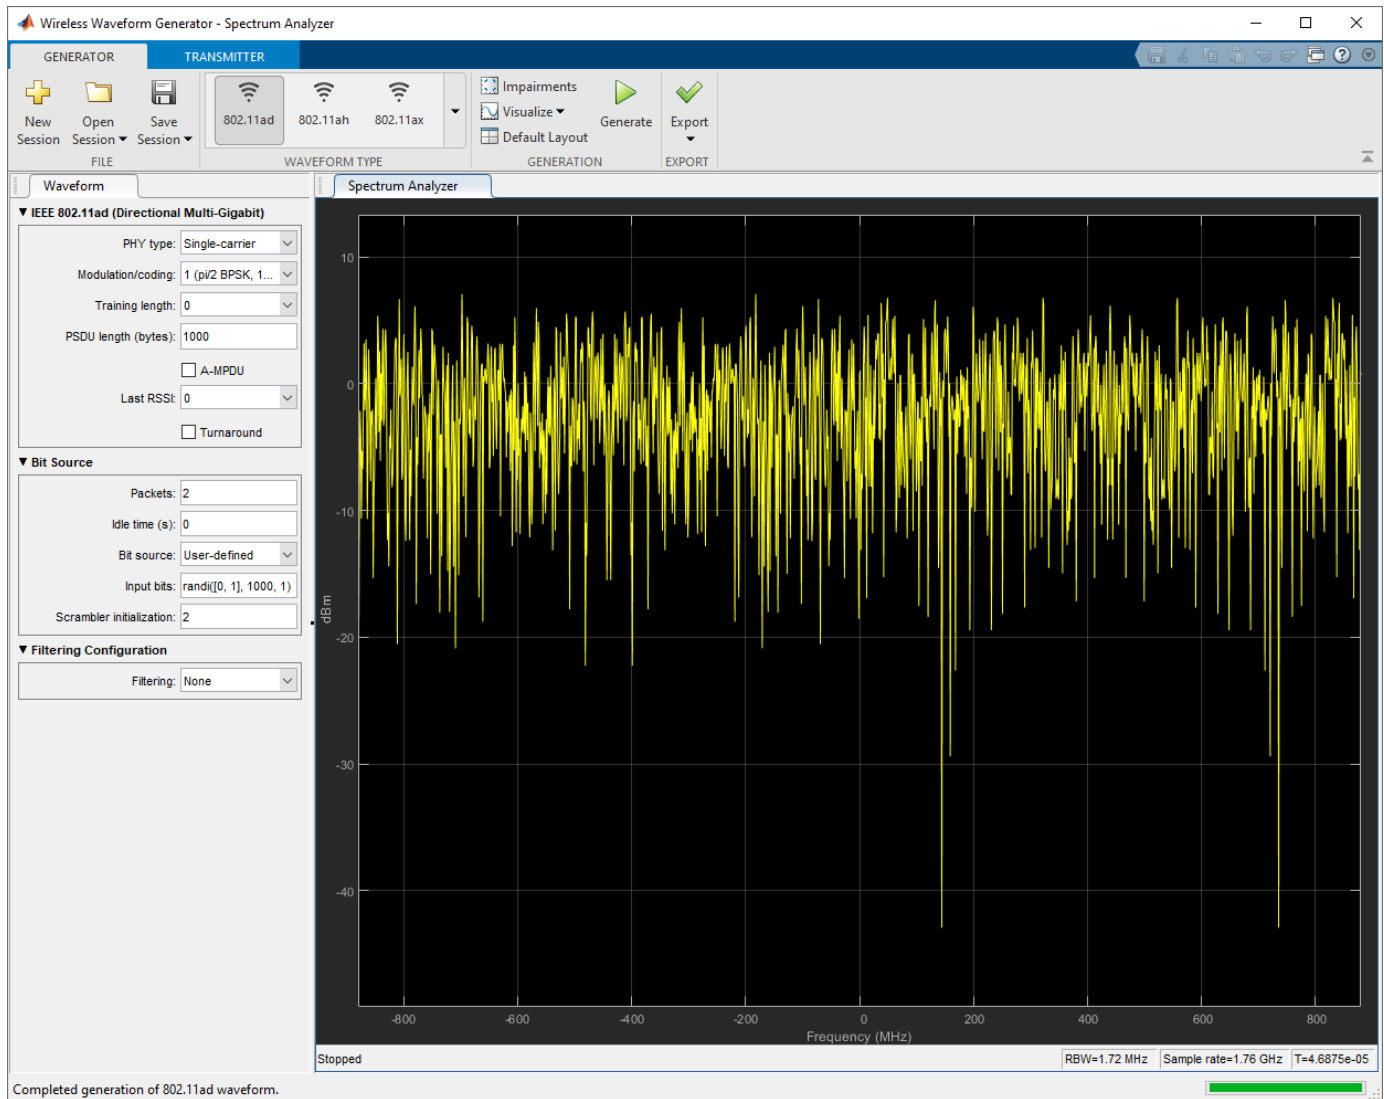 Wireless Waveform Generator - Spectrum Analyzer
GENERATOR TRANSMITTER
New Session
Open Session
Save Session
FILE
802.11ad 802.11ah 802.11ax
WAVEFORM TYPE
Impairments
Visualize
Default Layout
Generate
GENERATION
Export
EXPORT
Waveform
IEEE 802.11ad (Directional Multi-Gigabit)
PHY type: Single-carrier
Modulation/coding: 1 (pi/2 BPSK, 1...
Training length: 0
PSDU length (bytes): 1000
A-MPDU
Last RSSI: 0
Turnaround
Bit Source
Packets: 2
Idle time (s): 0
Bit source: User-defined
Input bits: randi([0, 1], 1000, 1)
Scrambler initialization: 2
Filtering Configuration
Filtering: None
Spectrum Analyzer
10
0
-10
-20
-30
-40
dBm
-800 -600 -400 -200 0 200 400 600 800
Frequency (MHz)
Stopped
RBW=1.72 MHz Sample rate=1.76 GHz T=4.6875e-05
Completed generation of 802.11ad waveform.